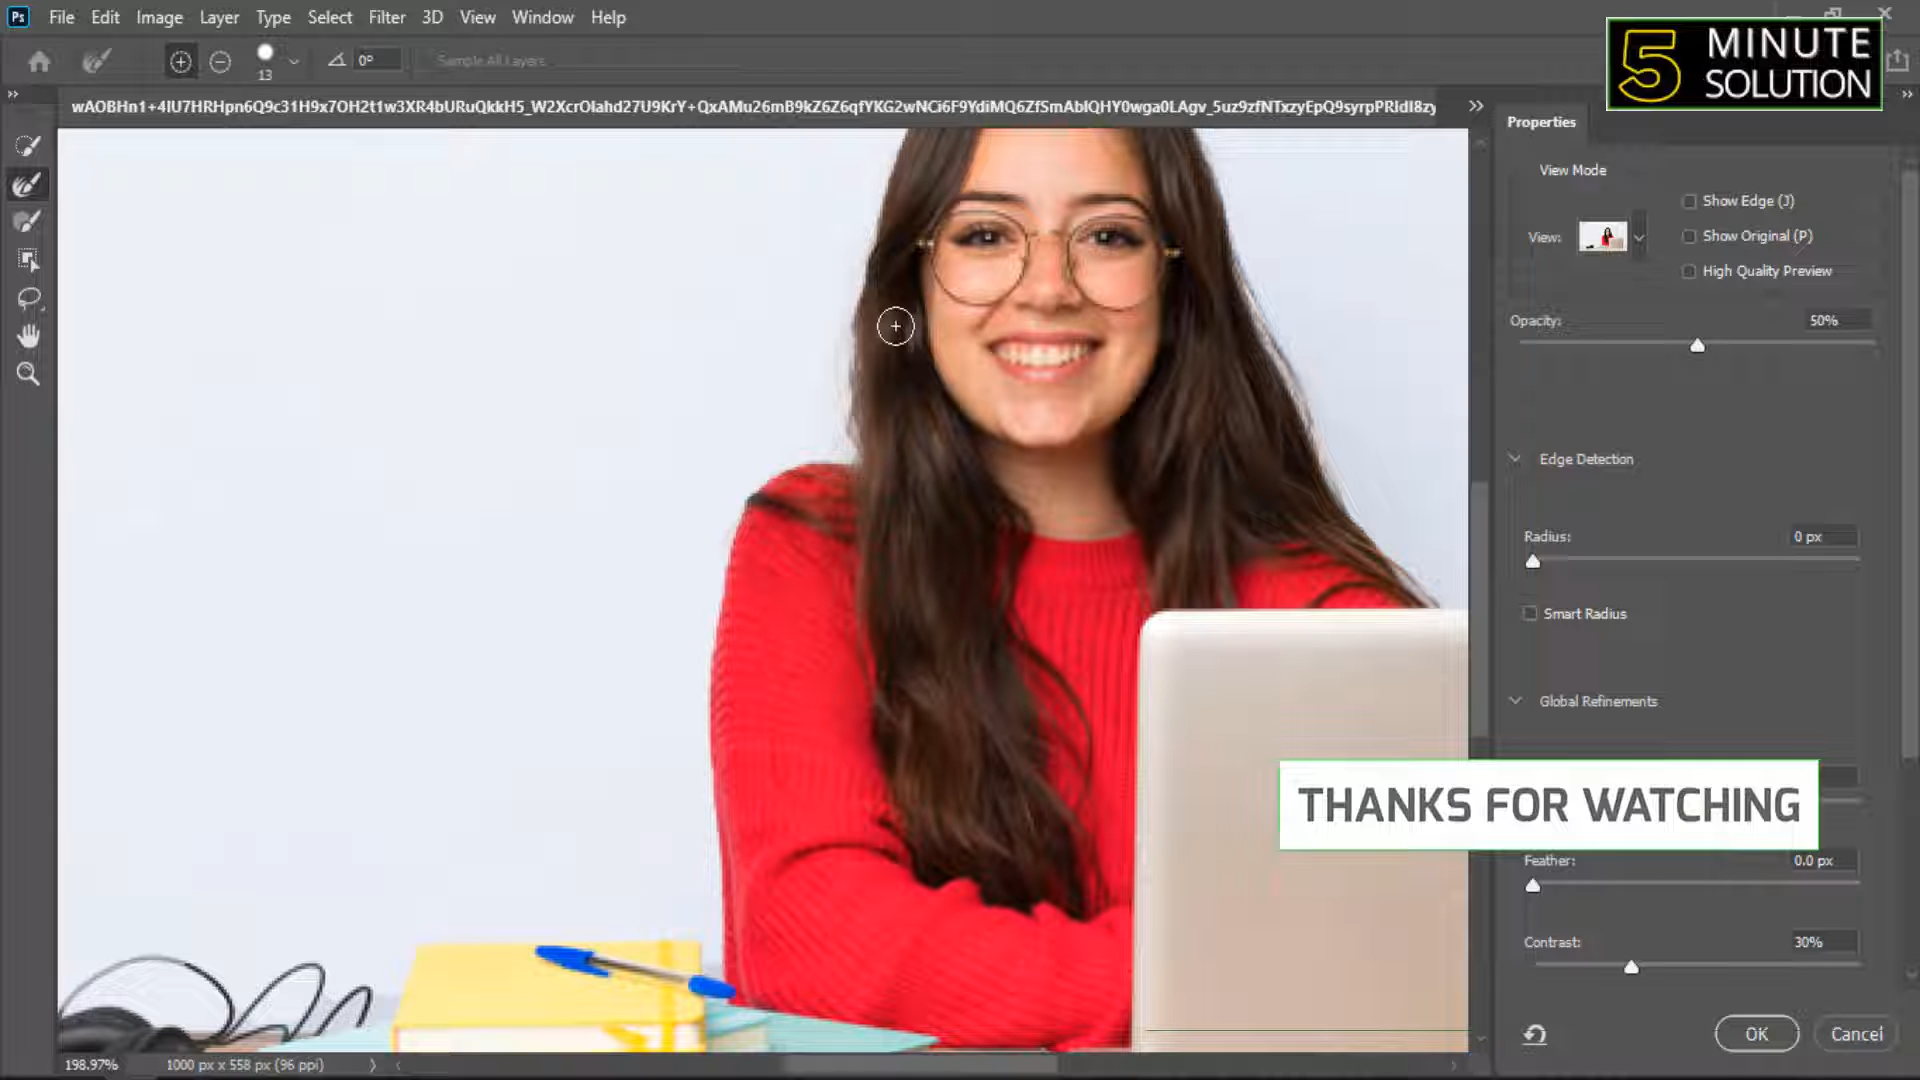 Ps File Edit Image Layer Type Select Filter 3D View Window Help
5 MINUTE SOLUTION
13
0°
Sample All Layers
Properties
View Mode
View:
Show Edge (J)
Show Original (P)
High Quality Preview
Opacity: 50%
Edge Detection
Radius: 0 px
Smart Radius
Global Refinements
THANKS FOR WATCHING
Feather: 0.0 px
Contrast: 30%
OK Cancel
198.97% 1000 px x 558 px (96 ppi)